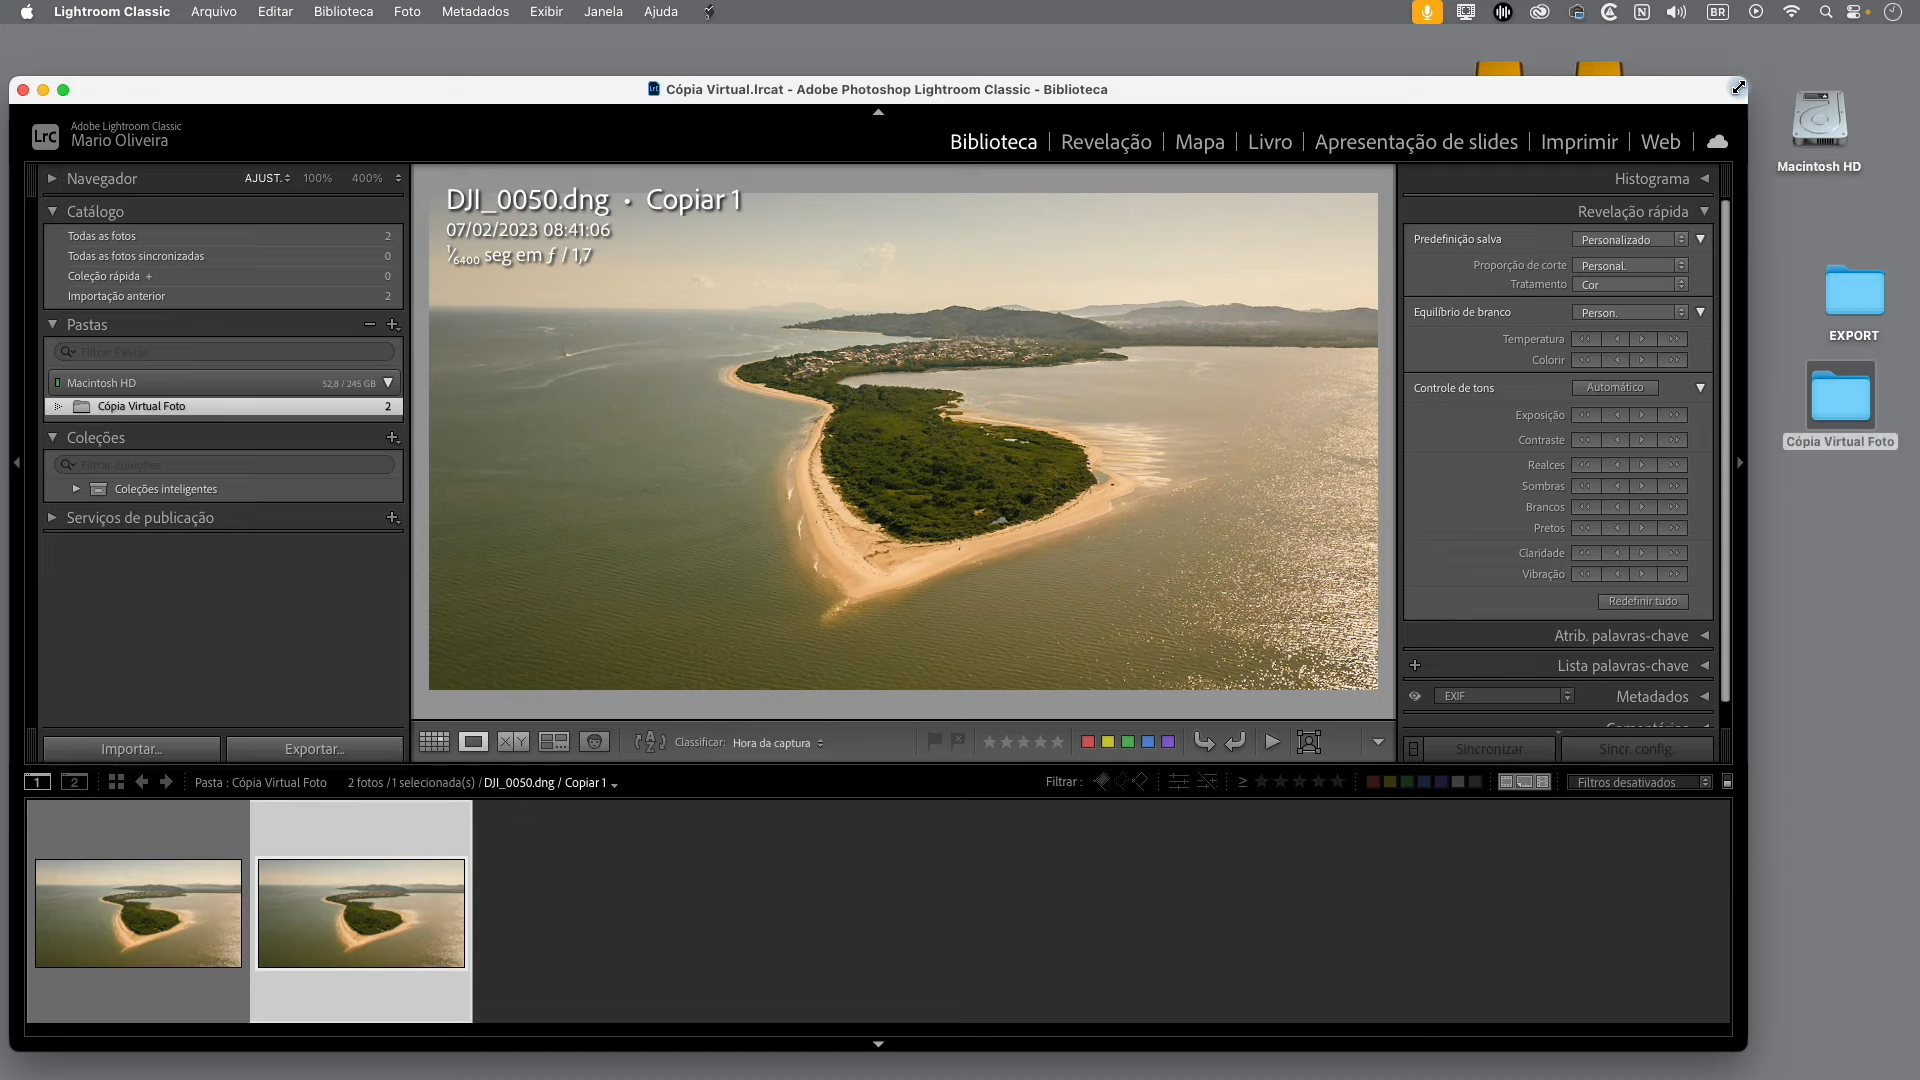 Lightroom Classic Arquivo Editar Biblioteca Foto Metadados Exibir Janela Ajuda BR
Cópia Virtual.lrcat - Adobe Photoshop Lightroom Classic - Biblioteca
Lrc Adobe Lightroom Classic
Mario Oliveira
Biblioteca | Revelação | Mapa | Livro | Apresentação de slides | Imprimir | Web
Macintosh HD
EXPORT
Cópia Virtual Foto
Navegador AJUST. 100% 400%
Catálogo
Todas as fotos 2
Todas as fotos sincronizadas 0
Coleção rápida + 0
Importação anterior 2
Pastas
Filtrar Pastas
Macintosh HD 52,8 / 245 GB
Cópia Virtual Foto 2
Coleções
Filtrar coleções
Coleções inteligentes
Serviços de publicação
Importar... Exportar...
DJI_0050.dng • Copiar 1
07/02/2023 08:41:06
1/6400 seg em ƒ / 1,7
Histograma
Revelação rápida
Predefinição salva Personalizado
Proporção de corte Personal.
Tratamento Cor
Equilíbrio de branco Person.
Temperatura
Colorir
Controle de tons Automático
Exposição
Contraste
Realces
Sombras
Brancos
Pretos
Claridade
Vibração
Redefinir tudo
Atrib. palavras-chave
Lista palavras-chave
EXIF Metadados
Sincronizar Sincr. config.
XY Classificar: Hora da captura
1 2 Pasta : Cópia Virtual Foto 2 fotos /1 selecionada(s) /DJI_0050.dng / Copiar 1 Filtrar : ≥ Filtros desativados